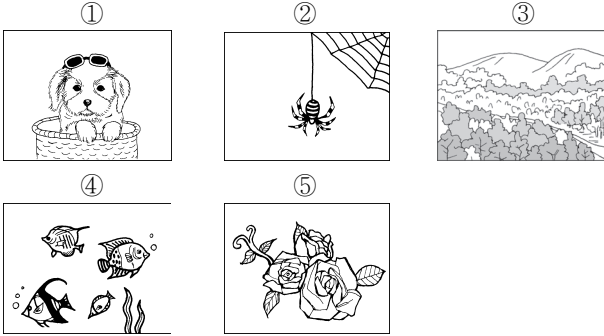 ① ② ③
④ ⑤